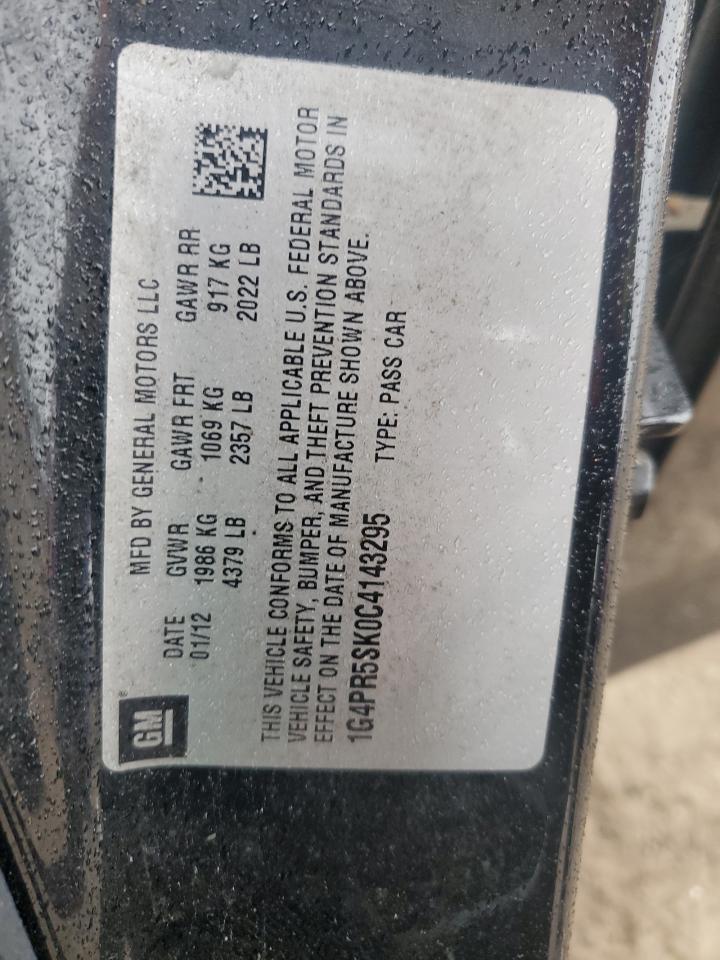 GM®
MFD BY GENERAL MOTORS LLC
DATE GVWR GAWR FRT GAWR RR
01/12 1986 KG 1069 KG 917 KG
4379 LB 2357 LB 2022 LB
THIS VEHICLE CONFORMS TO ALL APPLICABLE U.S. FEDERAL MOTOR
VEHICLE SAFETY, BUMPER, AND THEFT PREVENTION STANDARDS IN
EFFECT ON THE DATE OF MANUFACTURE SHOWN ABOVE.
1G4PR5SK0C4143295 TYPE: PASS CAR